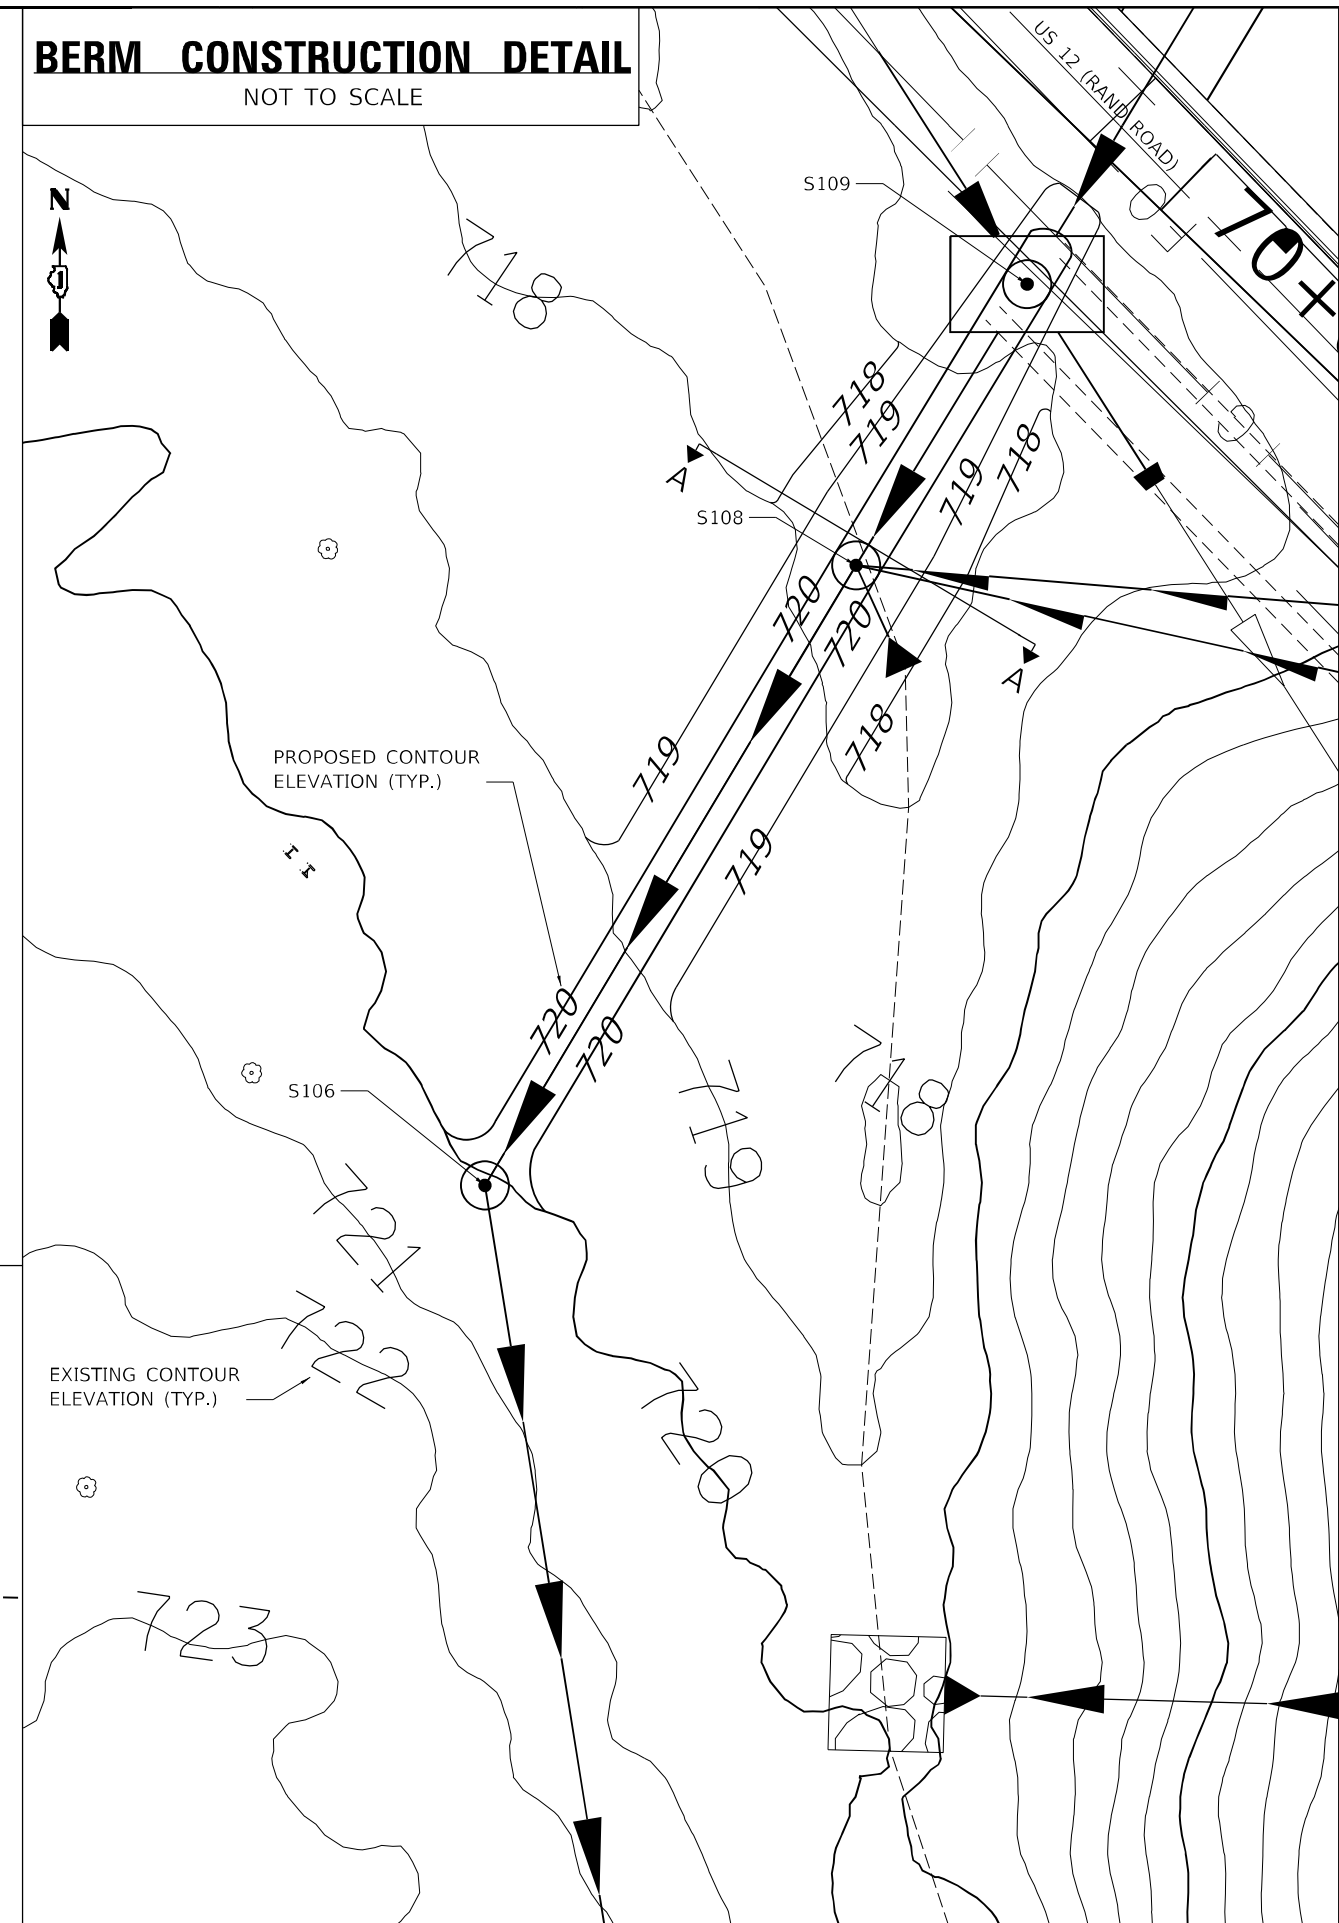 BERM CONSTRUCTION DETAIL
NOT TO SCALE
US 12 (RAND ROAD)
N
S109
70+
718
718
719
718
719
A
S108
720
720
A
718
719
PROPOSED CONTOUR
ELEVATION (TYP.)
719
720
720
718
719
S106
721
722
EXISTING CONTOUR
ELEVATION (TYP.)
720
723